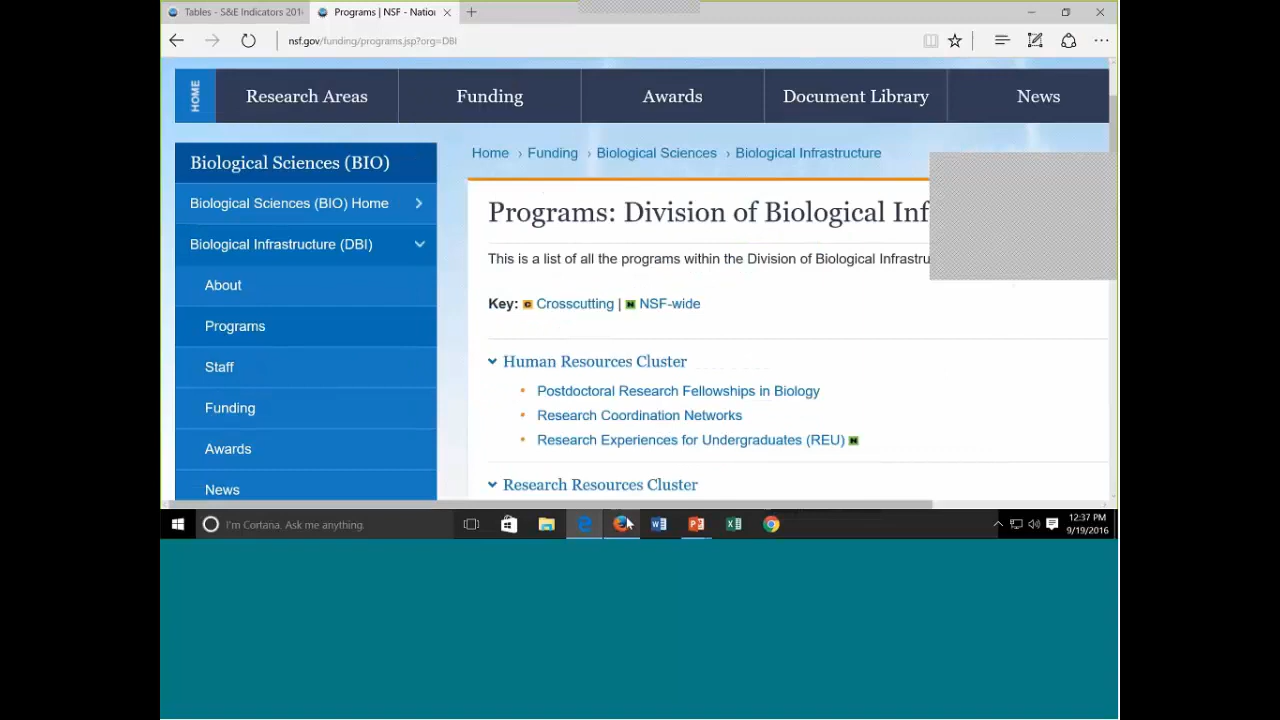 Tables - S&E Indicators 201
Programs | NSF - Natio
nsf.gov/funding/programs.jsp?org=DBI
HOME
Research Areas
Funding
Awards
Document Library
News
Biological Sciences (BIO)
Biological Sciences (BIO) Home
Biological Infrastructure (DBI)
About
Programs
Staff
Funding
Awards
News
Home › Funding › Biological Sciences › Biological Infrastructure
Programs: Division of Biological Inf
This is a list of all the programs within the Division of Biological Infrastru
Key: C Crosscutting | N NSF-wide
Human Resources Cluster
• Postdoctoral Research Fellowships in Biology
• Research Coordination Networks
• Research Experiences for Undergraduates (REU) N
Research Resources Cluster
I'm Cortana. Ask me anything.
12:37 PM
9/19/2016